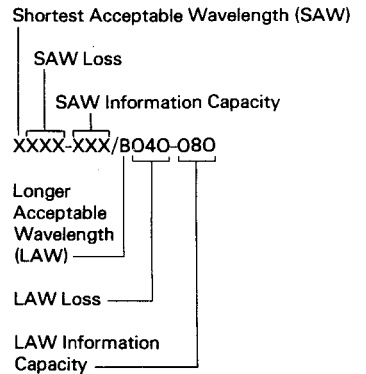 Shortest Acceptable Wavelength (SAW)
SAW Loss
SAW Information Capacity
XXXX-XXX/B040-080
Longer
Acceptable
Wavelength
(LAW)
LAW Loss
LAW Information
Capacity